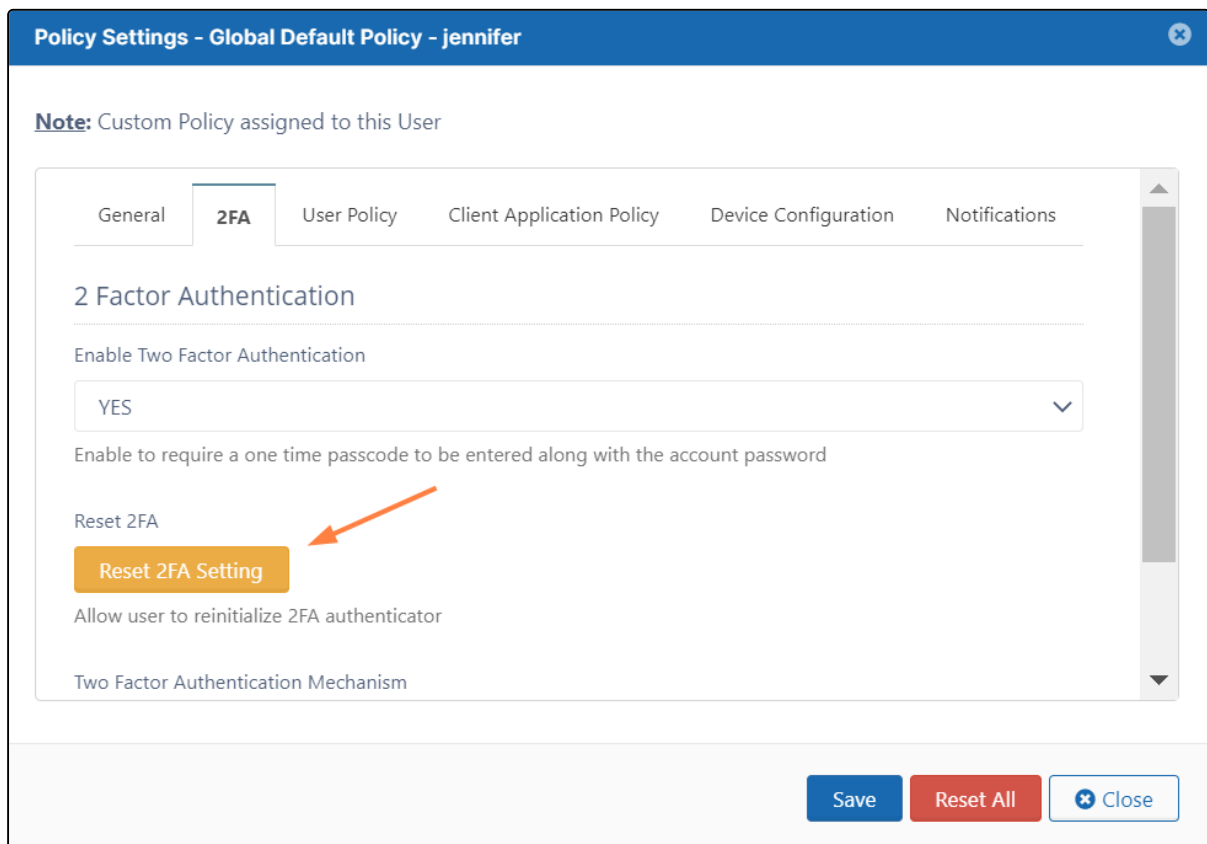 Policy Settings - Global Default Policy - jennifer
Note: Custom Policy assigned to this User
General 2FA User Policy Client Application Policy Device Configuration Notifications
2 Factor Authentication
Enable Two Factor Authentication
YES
Enable to require a one time passcode to be entered along with the account password
Reset 2FA
Reset 2FA Setting
Allow user to reinitialize 2FA authenticator
Two Factor Authentication Mechanism
Save Reset All Close